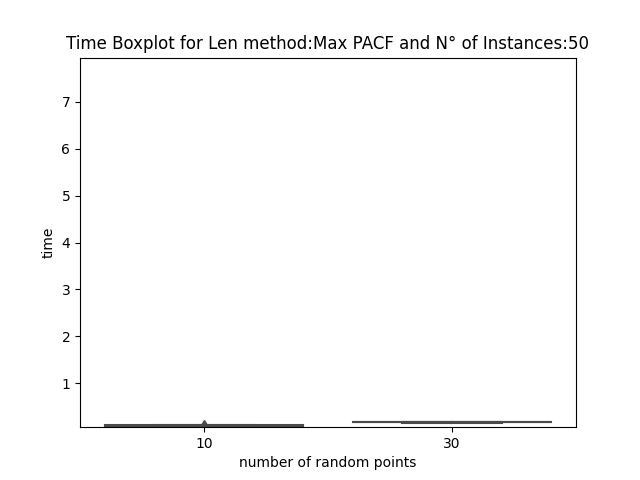 Time Boxplot for Len method:Max PACF and N° of Instances:50
7
6
5
4
3
2
1
time
10 30
number of random points